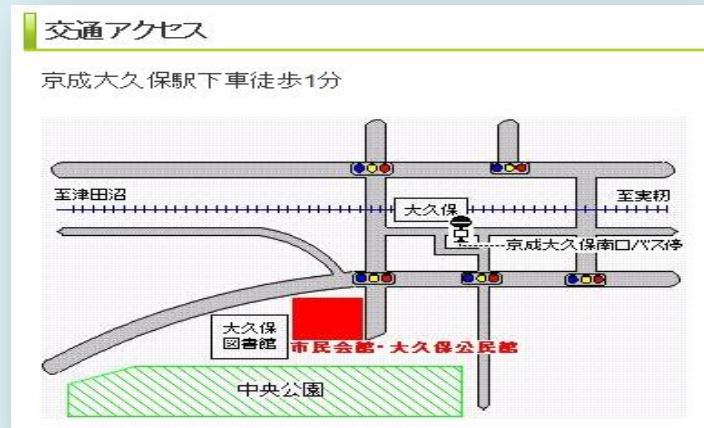 交通アクセス
京成大久保駅下車徒歩1分
至津田沼
大久保
至実籾
京成大久保南口バス停
大久保
図書館
市民会館・大久保公民館
中央公園